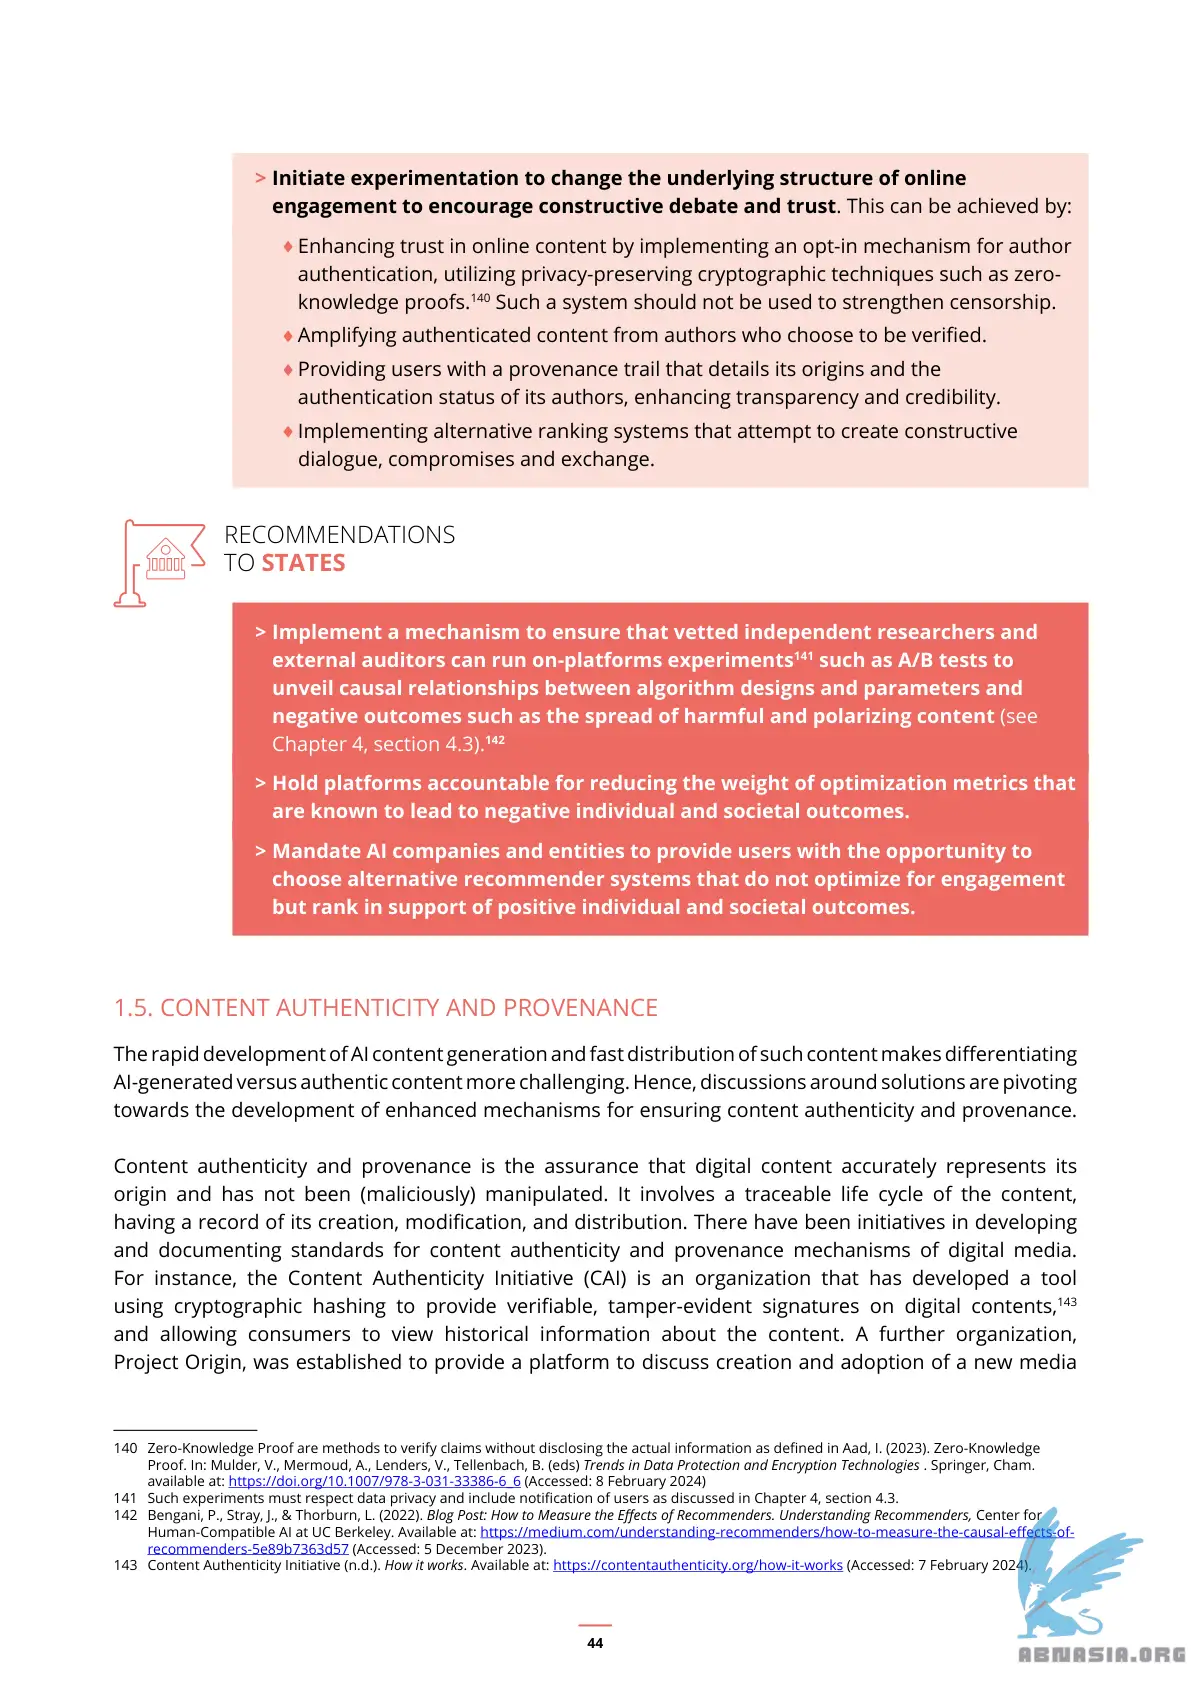 > Initiate experimentation to change the underlying structure of online
engagement to encourage constructive debate and trust. This can be achieved by:
♦ Enhancing trust in online content by implementing an opt-in mechanism for author
authentication, utilizing privacy-preserving cryptographic techniques such as zero-
knowledge proofs.140 Such a system should not be used to strengthen censorship.
♦ Amplifying authenticated content from authors who choose to be verified.
♦ Providing users with a provenance trail that details its origins and the
authentication status of its authors, enhancing transparency and credibility.
♦ Implementing alternative ranking systems that attempt to create constructive
dialogue, compromises and exchange.
RECOMMENDATIONS
TO STATES
> Implement a mechanism to ensure that vetted independent researchers and
external auditors can run on-platforms experiments141 such as A/B tests to
unveil causal relationships between algorithm designs and parameters and
negative outcomes such as the spread of harmful and polarizing content (see
Chapter 4, section 4.3).142
> Hold platforms accountable for reducing the weight of optimization metrics that
are known to lead to negative individual and societal outcomes.
> Mandate AI companies and entities to provide users with the opportunity to
choose alternative recommender systems that do not optimize for engagement
but rank in support of positive individual and societal outcomes.
1.5. CONTENT AUTHENTICITY AND PROVENANCE
The rapid development of AI content generation and fast distribution of such content makes differentiating
AI-generated versus authentic content more challenging. Hence, discussions around solutions are pivoting
towards the development of enhanced mechanisms for ensuring content authenticity and provenance.
Content authenticity and provenance is the assurance that digital content accurately represents its
origin and has not been (maliciously) manipulated. It involves a traceable life cycle of the content,
having a record of its creation, modification, and distribution. There have been initiatives in developing
and documenting standards for content authenticity and provenance mechanisms of digital media.
For instance, the Content Authenticity Initiative (CAI) is an organization that has developed a tool
using cryptographic hashing to provide verifiable, tamper-evident signatures on digital contents,143
and allowing consumers to view historical information about the content. A further organization,
Project Origin, was established to provide a platform to discuss creation and adoption of a new media
140 Zero-Knowledge Proof are methods to verify claims without disclosing the actual information as defined in Aad, I. (2023). Zero-Knowledge
Proof. In: Mulder, V., Mermoud, A., Lenders, V., Tellenbach, B. (eds) Trends in Data Protection and Encryption Technologies . Springer, Cham.
available at: https://doi.org/10.1007/978-3-031-33386-6_6 (Accessed: 8 February 2024)
141 Such experiments must respect data privacy and include notification of users as discussed in Chapter 4, section 4.3.
142 Bengani, P., Stray, J., & Thorburn, L. (2022). Blog Post: How to Measure the Effects of Recommenders. Understanding Recommenders, Center for
Human-Compatible AI at UC Berkeley. Available at: https://medium.com/understanding-recommenders/how-to-measure-the-causal-effects-of-
recommenders-5e89b7363d57 (Accessed: 5 December 2023).
143 Content Authenticity Initiative (n.d.). How it works. Available at: https://contentauthenticity.org/how-it-works (Accessed: 7 February 2024).
44
ABNASIA.ORG